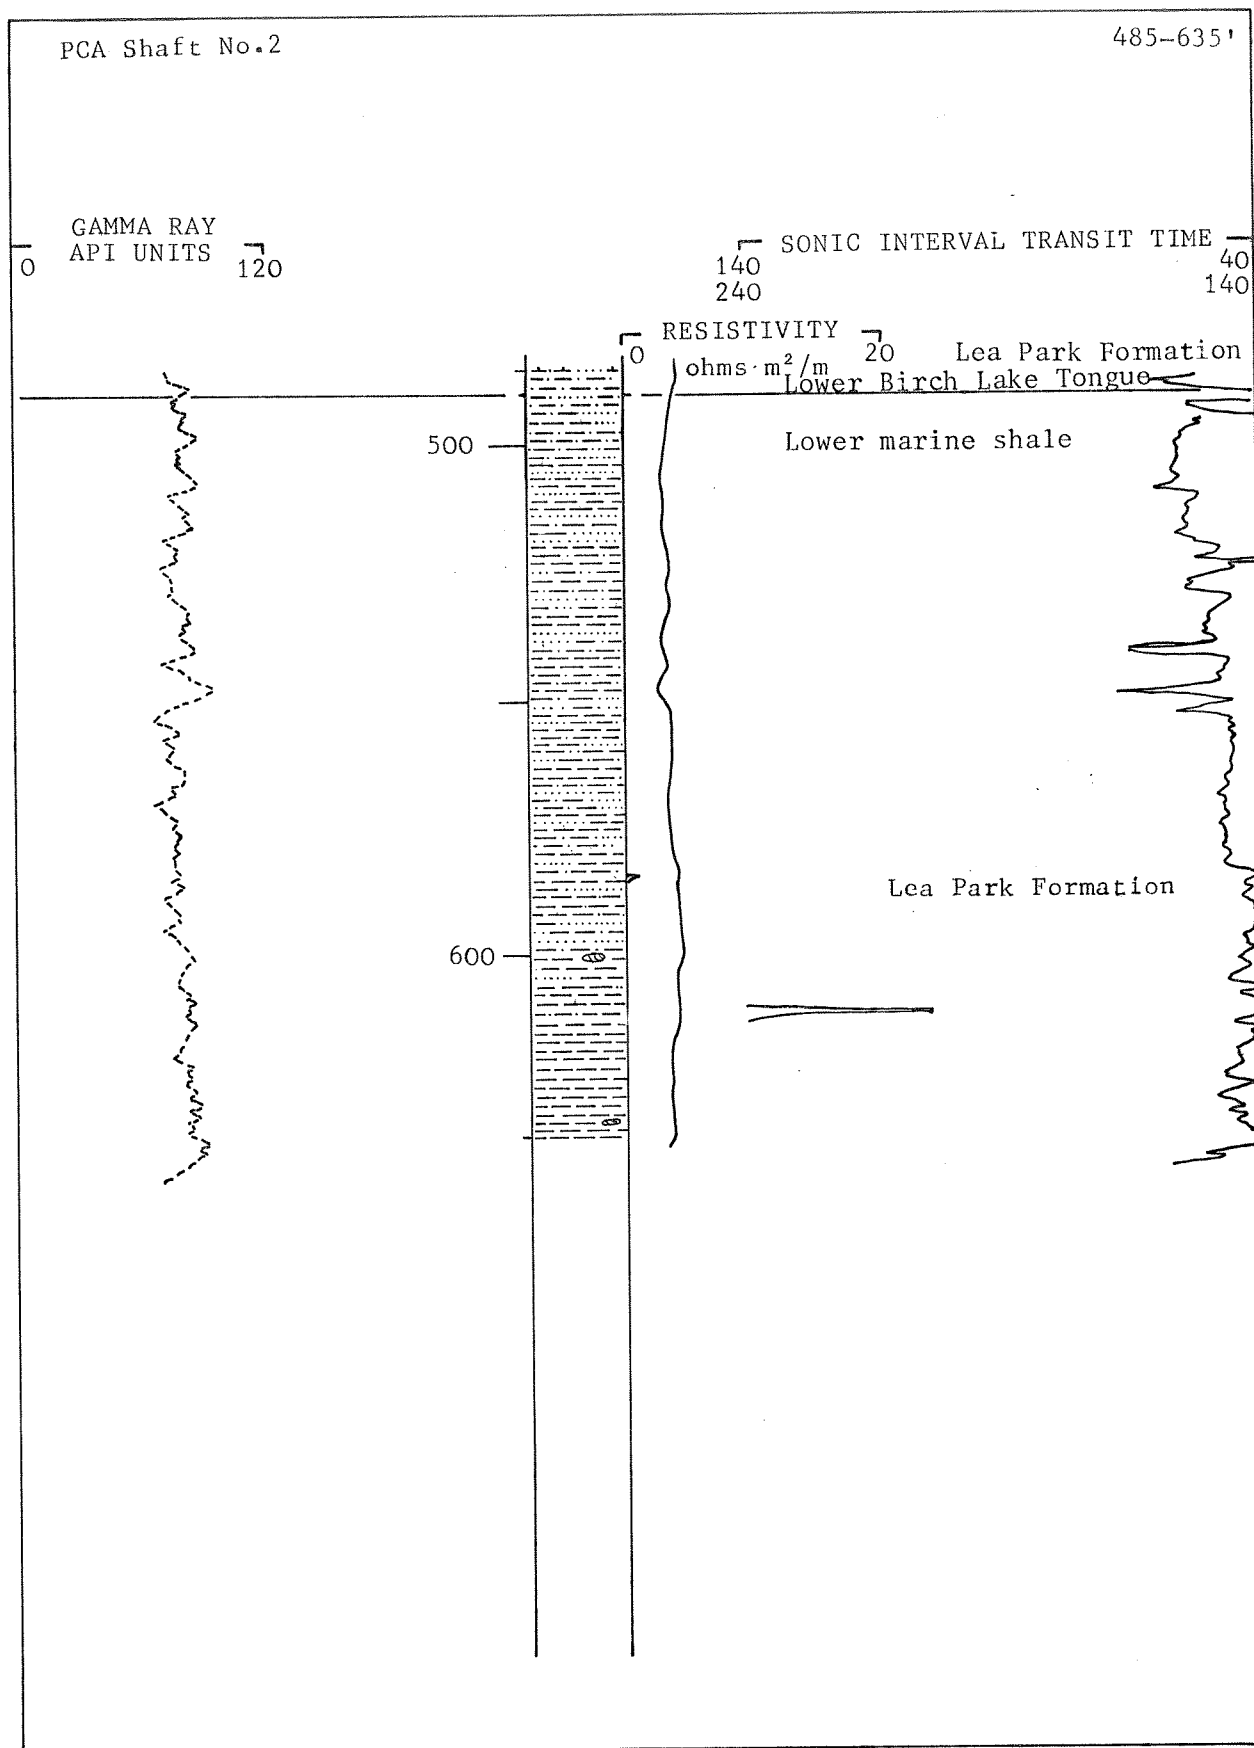 PCA Shaft No.2
485-635'
GAMMA RAY
API UNITS
0
120
SONIC INTERVAL TRANSIT TIME
140
40
240
140
RESISTIVITY
0
20
ohms·m²/m
Lea Park Formation
Lower Birch Lake Tongue
500
Lower marine shale
Lea Park Formation
600